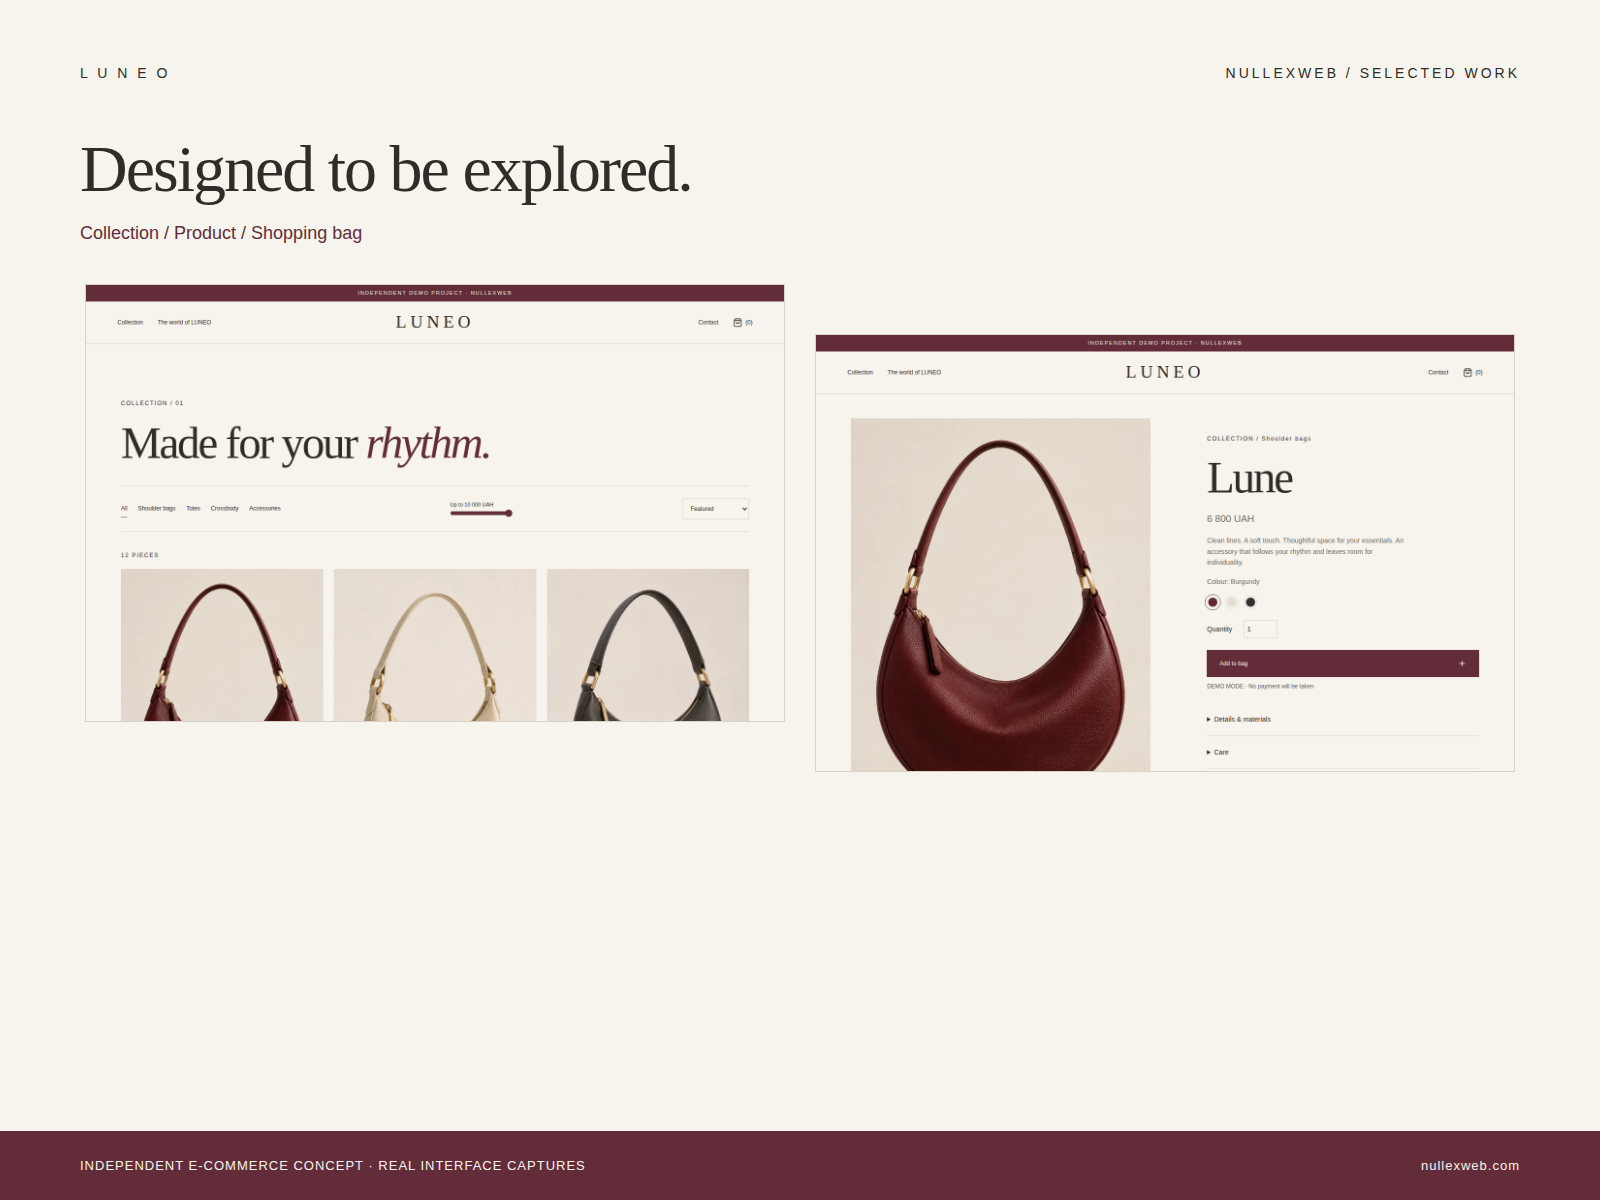 LUNEO
NULLEXWEB / SELECTED WORK
Designed to be explored.
Collection / Product / Shopping bag
INDEPENDENT DEMO PROJECT · NULLEXWEB
Collection
The world of LUNEO
LUNEO
Contact
(0)
COLLECTION / 01
Made for your rhythm.
All
Shoulder bags
Totes
Crossbody
Accessories
Up to 10 000 UAH
Featured
12 PIECES
INDEPENDENT DEMO PROJECT · NULLEXWEB
Collection
The world of LUNEO
LUNEO
Contact
(0)
COLLECTION / Shoulder bags
Lune
6 800 UAH
Clean lines. A soft touch. Thoughtful space for your essentials. An
accessory that follows your rhythm and leaves room for
individuality.
Colour: Burgundy
Quantity
1
Add to bag
+
DEMO MODE · No payment will be taken
Details & materials
Care
INDEPENDENT E-COMMERCE CONCEPT · REAL INTERFACE CAPTURES
nullexweb.com